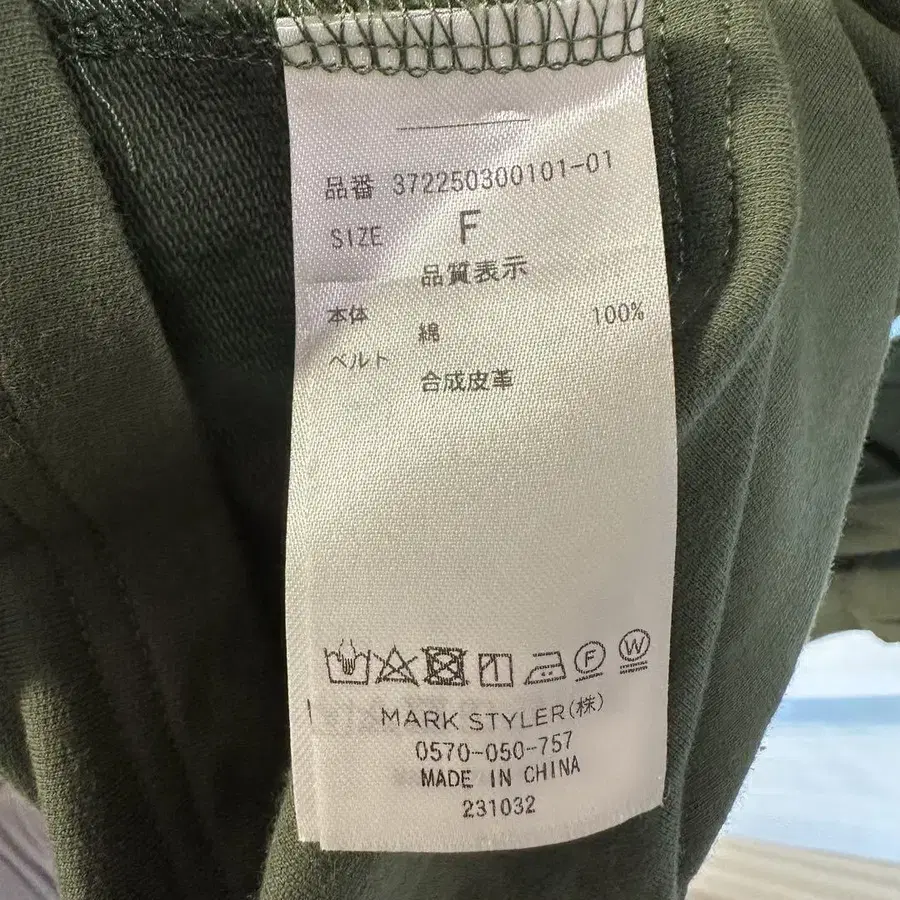 品番 372250300101-01
SIZE F
品質表示
本体 綿 100%
ベルト 合成皮革
F W
MARK STYLER(株)
0570-050-757
MADE IN CHINA
231032